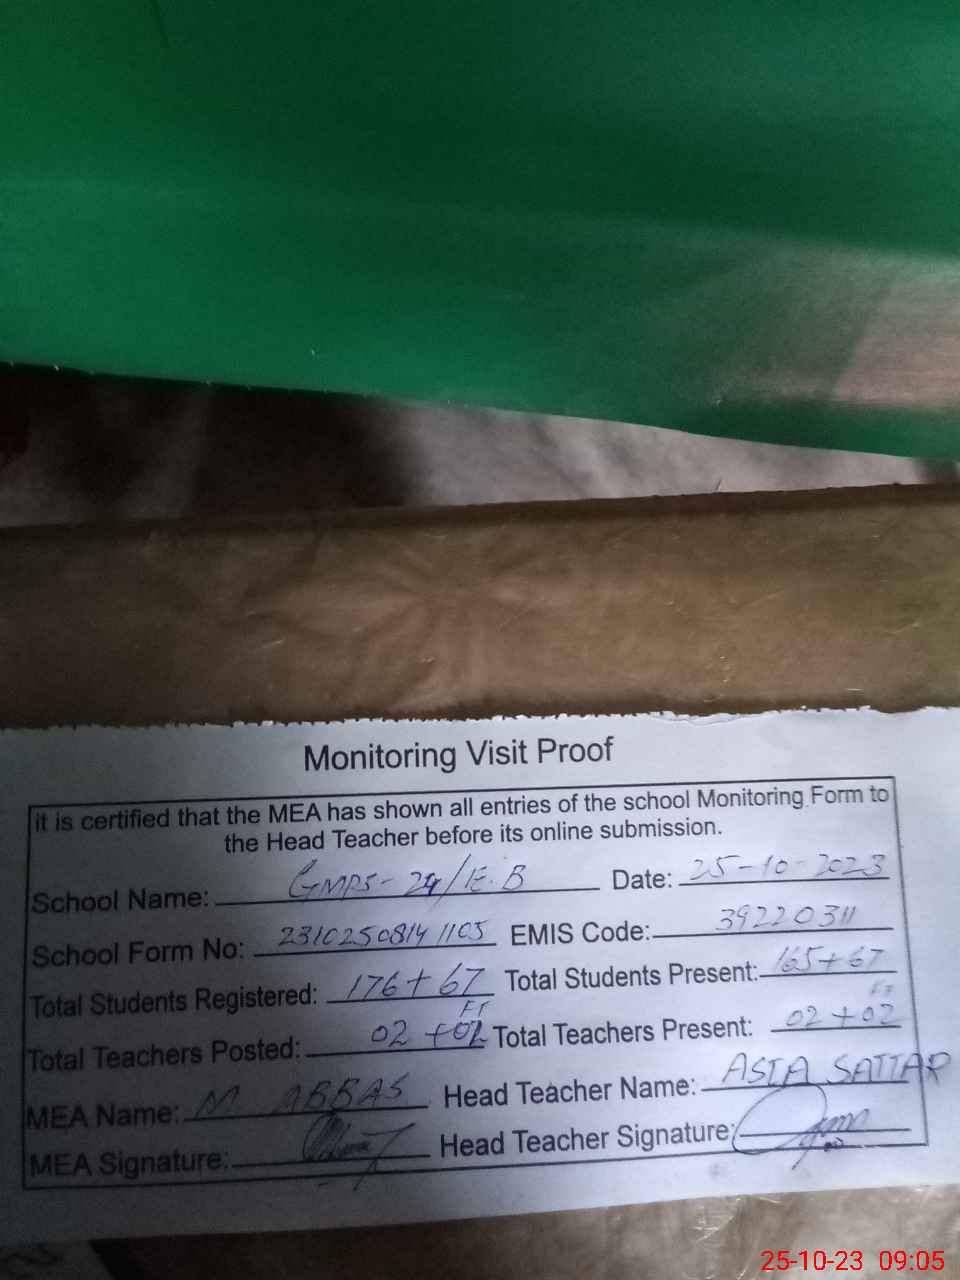 Monitoring Visit Proof
it is certified that the MEA has shown all entries of the school Monitoring Form to
the Head Teacher before its online submission.
School Name: GMPS- 24/E.B Date: 25-10-2023
School Form No: 23102508141103 EMIS Code: 39220311
Total Students Registered: 176+67 Total Students Present: 165+67
Total Teachers Posted: 02 +02 Total Teachers Present: 02+02
MEA Name: M ABBAS Head Teacher Name: ASIA SATTAR
MEA Signature: Head Teacher Signature:
25-10-23 09:05